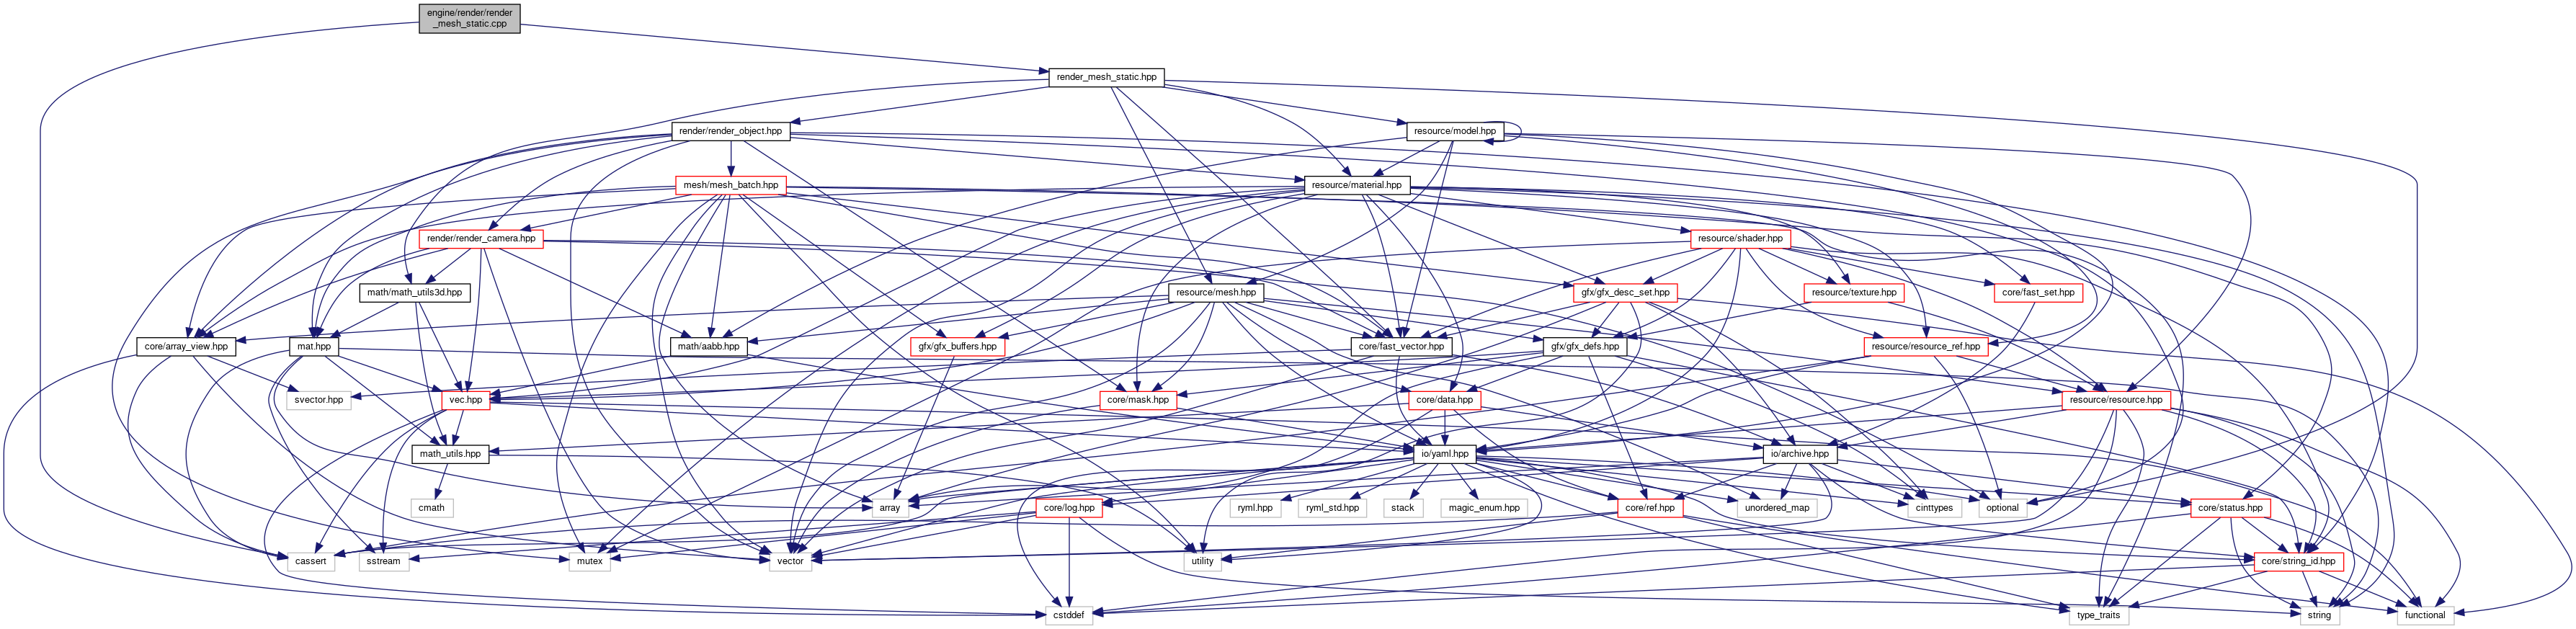 engine/render/render
_mesh_static.cpp
render_mesh_static.hpp
render/render_object.hpp
resource/model.hpp
mesh/mesh_batch.hpp
resource/material.hpp
render/render_camera.hpp
resource/shader.hpp
math/math_utils3d.hpp
resource/mesh.hpp
gfx/gfx_desc_set.hpp
resource/texture.hpp
core/fast_set.hpp
core/array_view.hpp
mat.hpp
math/aabb.hpp
gfx/gfx_buffers.hpp
core/fast_vector.hpp
gfx/gfx_defs.hpp
resource/resource_ref.hpp
svector.hpp
vec.hpp
core/mask.hpp
core/data.hpp
resource/resource.hpp
math_utils.hpp
io/yaml.hpp
io/archive.hpp
cmath
array
core/log.hpp
ryml.hpp
ryml_std.hpp
stack
magic_enum.hpp
core/ref.hpp
unordered_map
cinttypes
optional
core/status.hpp
cassert
sstream
mutex
vector
utility
core/string_id.hpp
cstddef
type_traits
string
functional